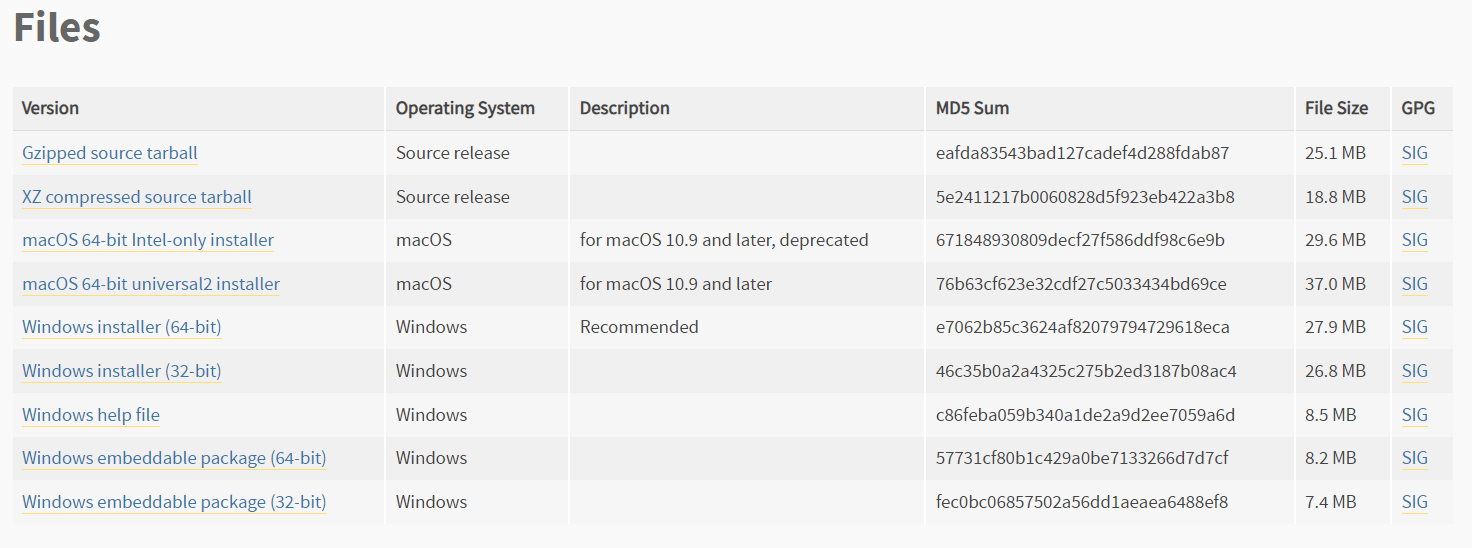 Files
Version Operating System Description MD5 Sum File Size GPG
Gzipped source tarball Source release eafda83543bad127cadef4d288fdab87 25.1 MB SIG
XZ compressed source tarball Source release 5e2411217b0060828d5f923eb422a3b8 18.8 MB SIG
macOS 64-bit Intel-only installer macOS for macOS 10.9 and later, deprecated 671848930809decf27f586ddf98c6e9b 29.6 MB SIG
macOS 64-bit universal2 installer macOS for macOS 10.9 and later 76b63cf623e32cdf27c5033434bd69ce 37.0 MB SIG
Windows installer (64-bit) Windows Recommended e7062b85c3624af82079794729618eca 27.9 MB SIG
Windows installer (32-bit) Windows 46c35b0a2a4325c275b2ed3187b08ac4 26.8 MB SIG
Windows help file Windows c86feba059b340a1de2a9d2ee7059a6d 8.5 MB SIG
Windows embeddable package (64-bit) Windows 57731cf80b1c429a0be7133266d7d7cf 8.2 MB SIG
Windows embeddable package (32-bit) Windows fec0bc06857502a56dd1aeaea6488ef8 7.4 MB SIG